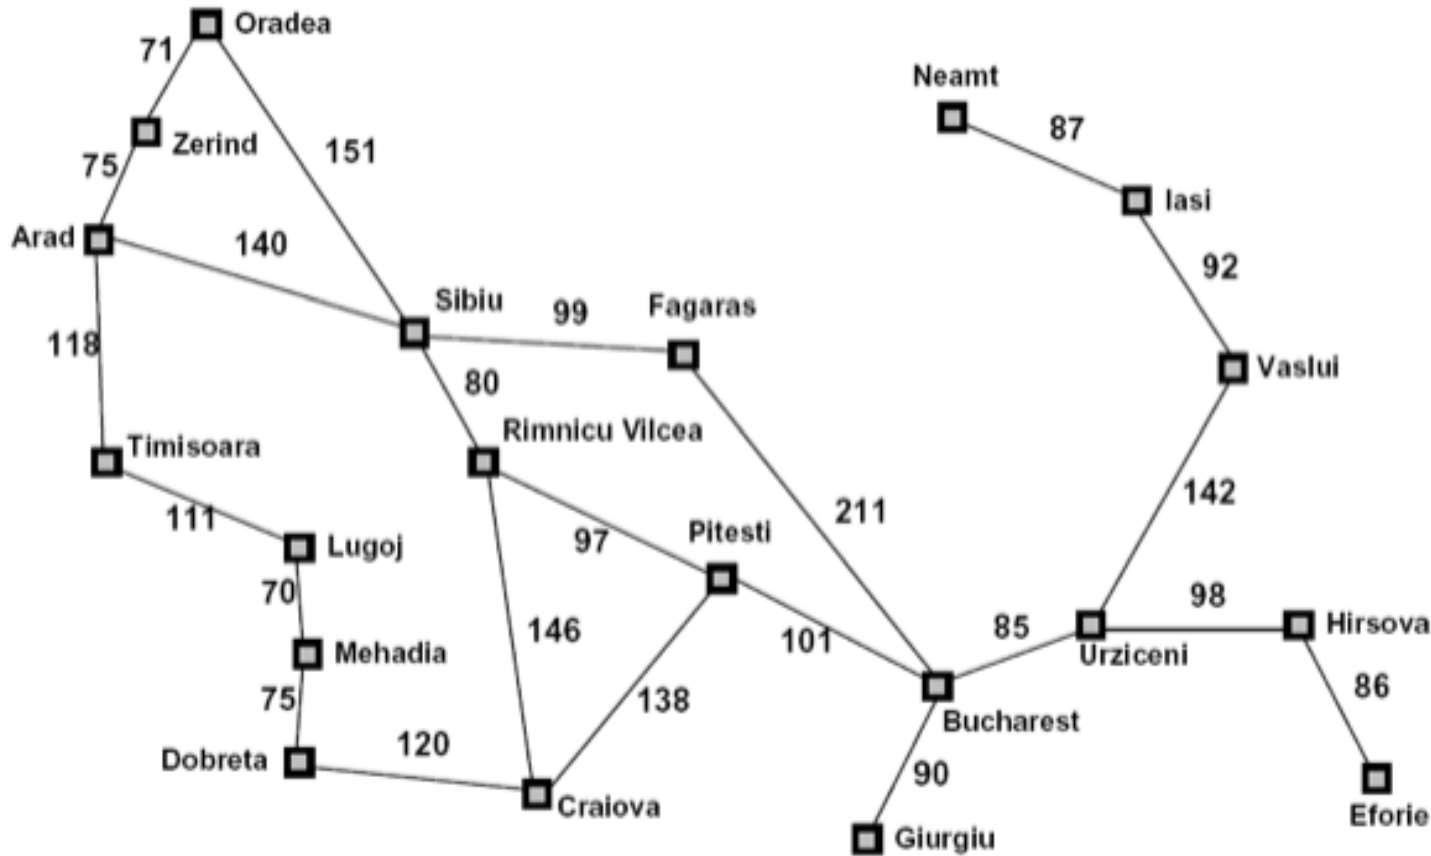 Oradea
71
Neamt
87
Zerind
151
75
Iasi
Arad
140
92
Sibiu
99
Fagaras
118
Vaslui
80
Rimnicu Vilcea
Timisoara
142
211
111
Pitesti
97
Lugoj
70
98
Hirsova
85
146
101
Urziceni
Mehadia
86
75
138
Bucharest
120
Dobreta
90
Craiova
Eforie
Giurgiu